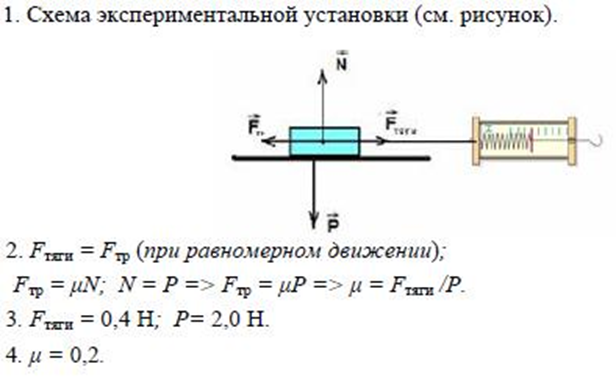 1. Схема экспериментальной установки (см. рисунок).
N
Fтр
Fтяги
P
2. Fтяги = Fтр (при равномерном движении);
Fтр = μN; N = P => Fтр = μP => μ = Fтяги /P.
3. Fтяги = 0,4 Н; P= 2,0 Н.
4. μ = 0,2.